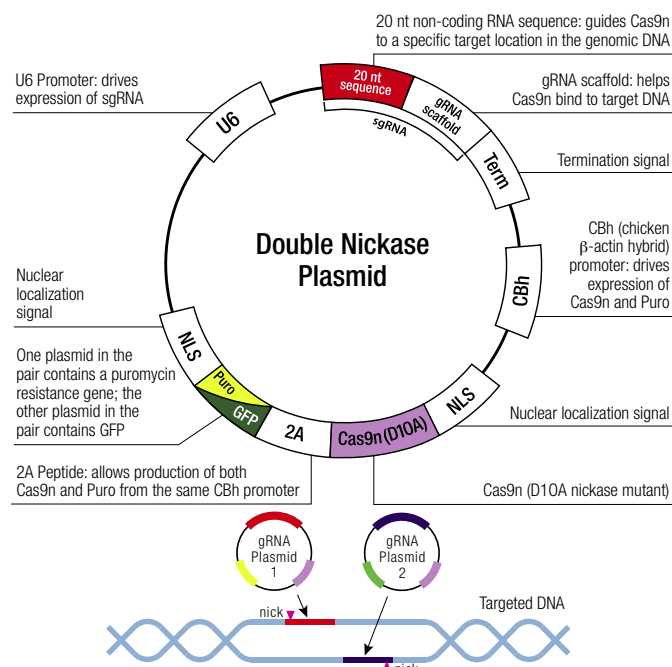 20 nt non-coding RNA sequence: guides Cas9n
to a specific target location in the genomic DNA
U6 Promoter: drives
expression of sgRNA
gRNA scaffold: helps
Cas9n bind to target DNA
20 nt
sequence
gRNA
scaffold
sgRNA
U6
Term
Termination signal
Double Nickase
Plasmid
CBh (chicken
β-actin hybrid)
promoter: drives
expression of
Cas9n and Puro
CBh
Nuclear
localization
signal
NLS
One plasmid in the
pair contains a puromycin
resistance gene; the
other plasmid in the
pair contains GFP
Puro
GFP
2A
Cas9n (D10A)
NLS
Nuclear localization signal
2A Peptide: allows production of both
Cas9n and Puro from the same CBh promoter
Cas9n (D10A nickase mutant)
gRNA
Plasmid
1
gRNA
Plasmid
2
nick
Targeted DNA
nick